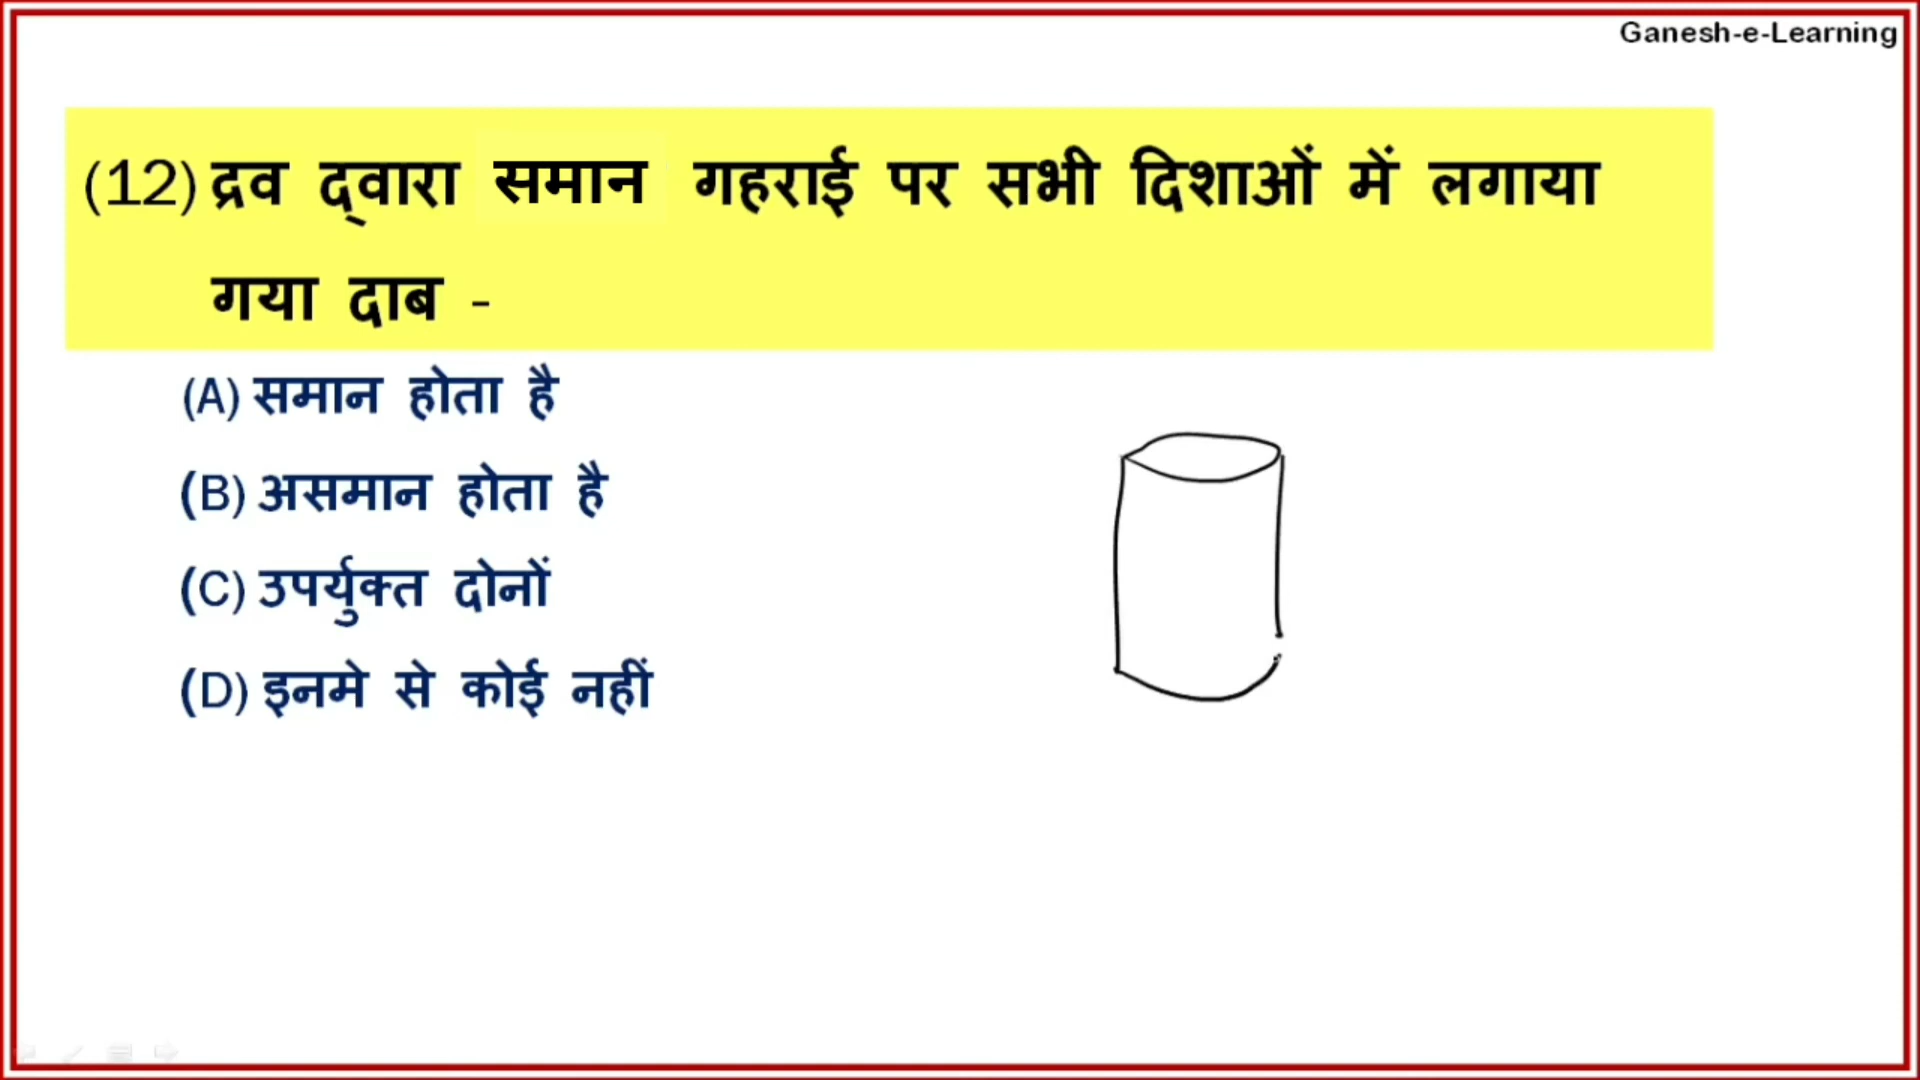 Ganesh-e-Learning
(12) द्रव द्‌वारा समान गहराई पर सभी दिशाओं में लगाया
गया दाब -
(A) समान होता है
(B) असमान होता है
(C) उपर्युक्त दोनों
(D) इनमे से कोई नहीं